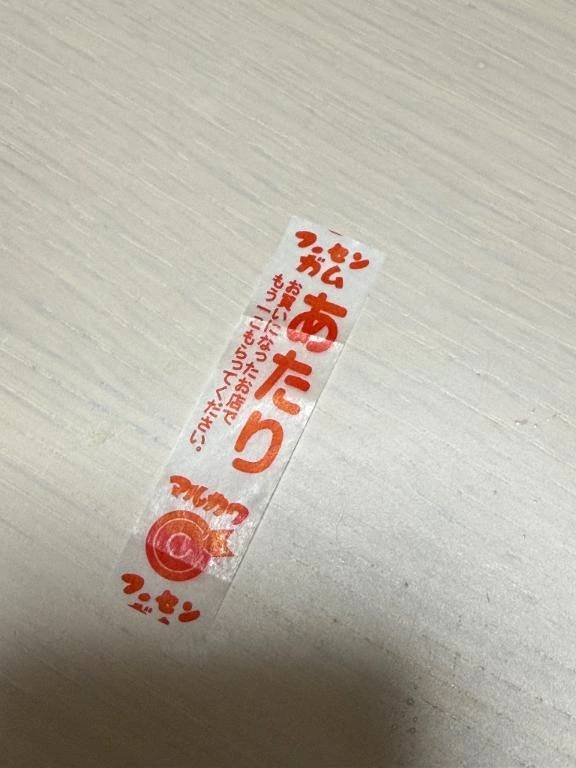 フーセン
ガム
あたり
お買いになったお店で
もう一こもらってください。
マルカワ
フーセン